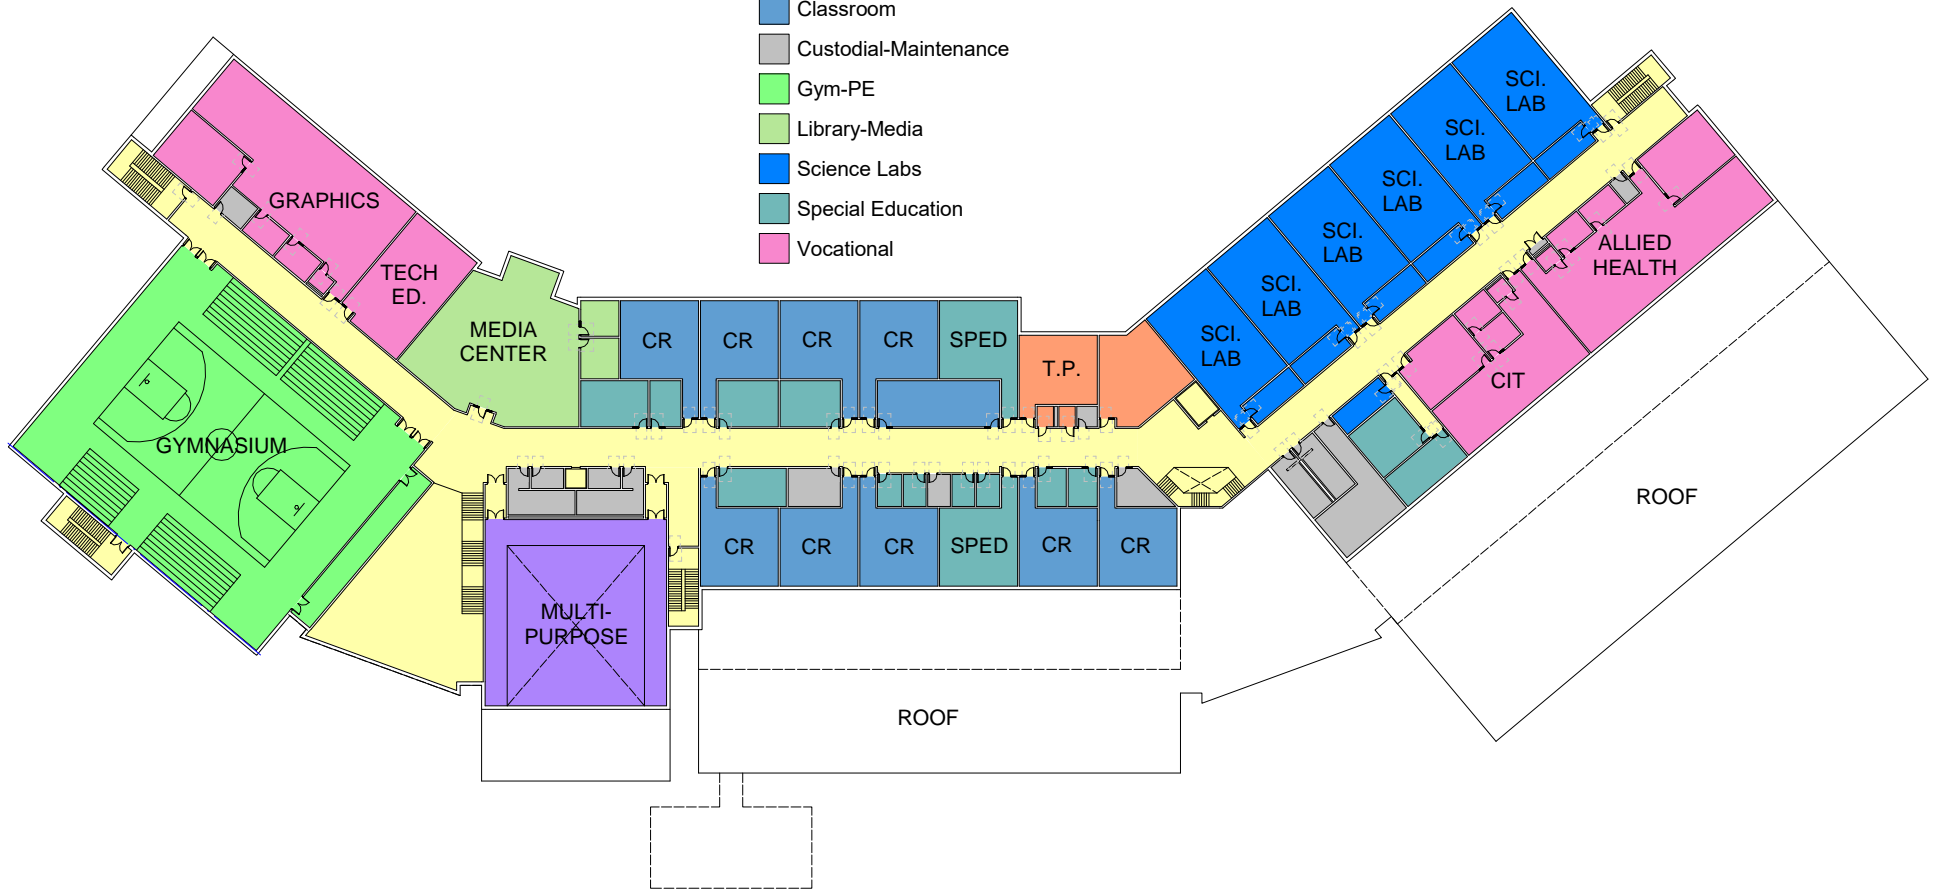 Classroom
Custodial-Maintenance
Gym-PE
Library-Media
Science Labs
Special Education
Vocational
GRAPHICS
TECH
ED.
MEDIA
CENTER
CR
CR
CR
CR
SPED
T.P.
SCI.
LAB
SCI.
LAB
SCI.
LAB
SCI.
LAB
SCI.
LAB
SCI.
LAB
ALLIED
HEALTH
CIT
GYMNASIUM
MULTI-
PURPOSE
CR
CR
CR
SPED
CR
CR
ROOF
ROOF